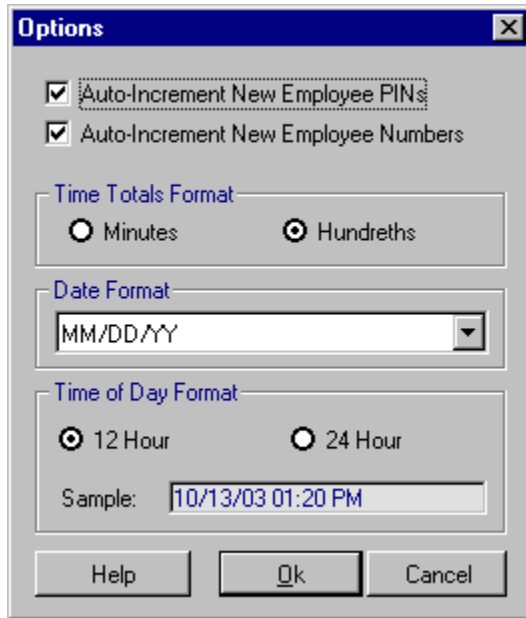 Options
Auto-Increment New Employee PINs
Auto-Increment New Employee Numbers
Time Totals Format
Minutes Hundreths
Date Format
MM/DD/YY
Time of Day Format
12 Hour 24 Hour
Sample: 10/13/03 01:20 PM
Help Ok Cancel